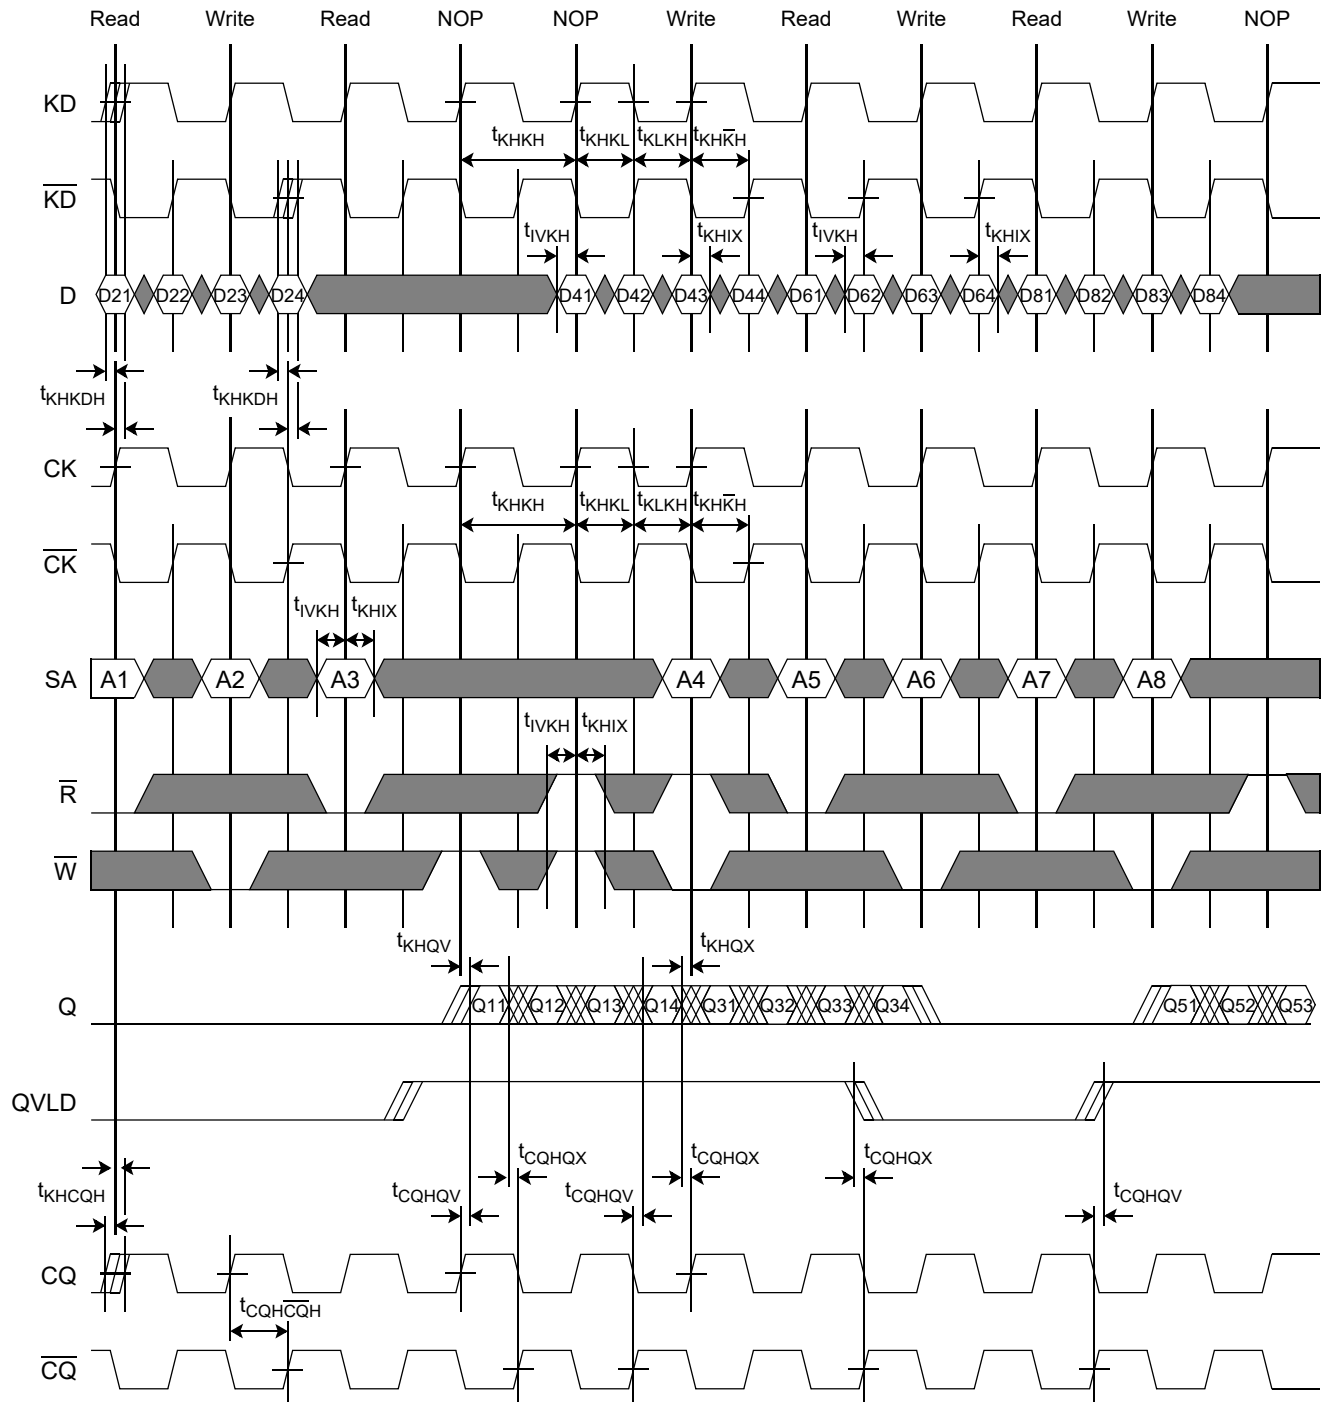 Read Write Read NOP NOP Write Read Write Read Write NOP
KD
tKHKH tKHKL tKLKH tKHK̅H
K̅D̅
tIVKH tKHIX tIVKH tKHIX
D D21 D22 D23 D24 D41 D42 D43 D44 D61 D62 D63 D64 D81 D82 D83 D84
tKHKDH tKHKDH
CK
tKHKH tKHKL tKLKH tKHK̅H
C̅K̅
tIVKH tKHIX
SA A1 A2 A3 A4 A5 A6 A7 A8
tIVKH tKHIX
R̅
W̅
tKHQV tKHQX
Q Q11 Q12 Q13 Q14 Q31 Q32 Q33 Q34 Q51 Q52 Q53
QVLD
tCQHQX tCQHQX tCQHQX
tKHCQH tCQHQV tCQHQV tCQHQV
CQ
tCQHC̅Q̅H
C̅Q̅